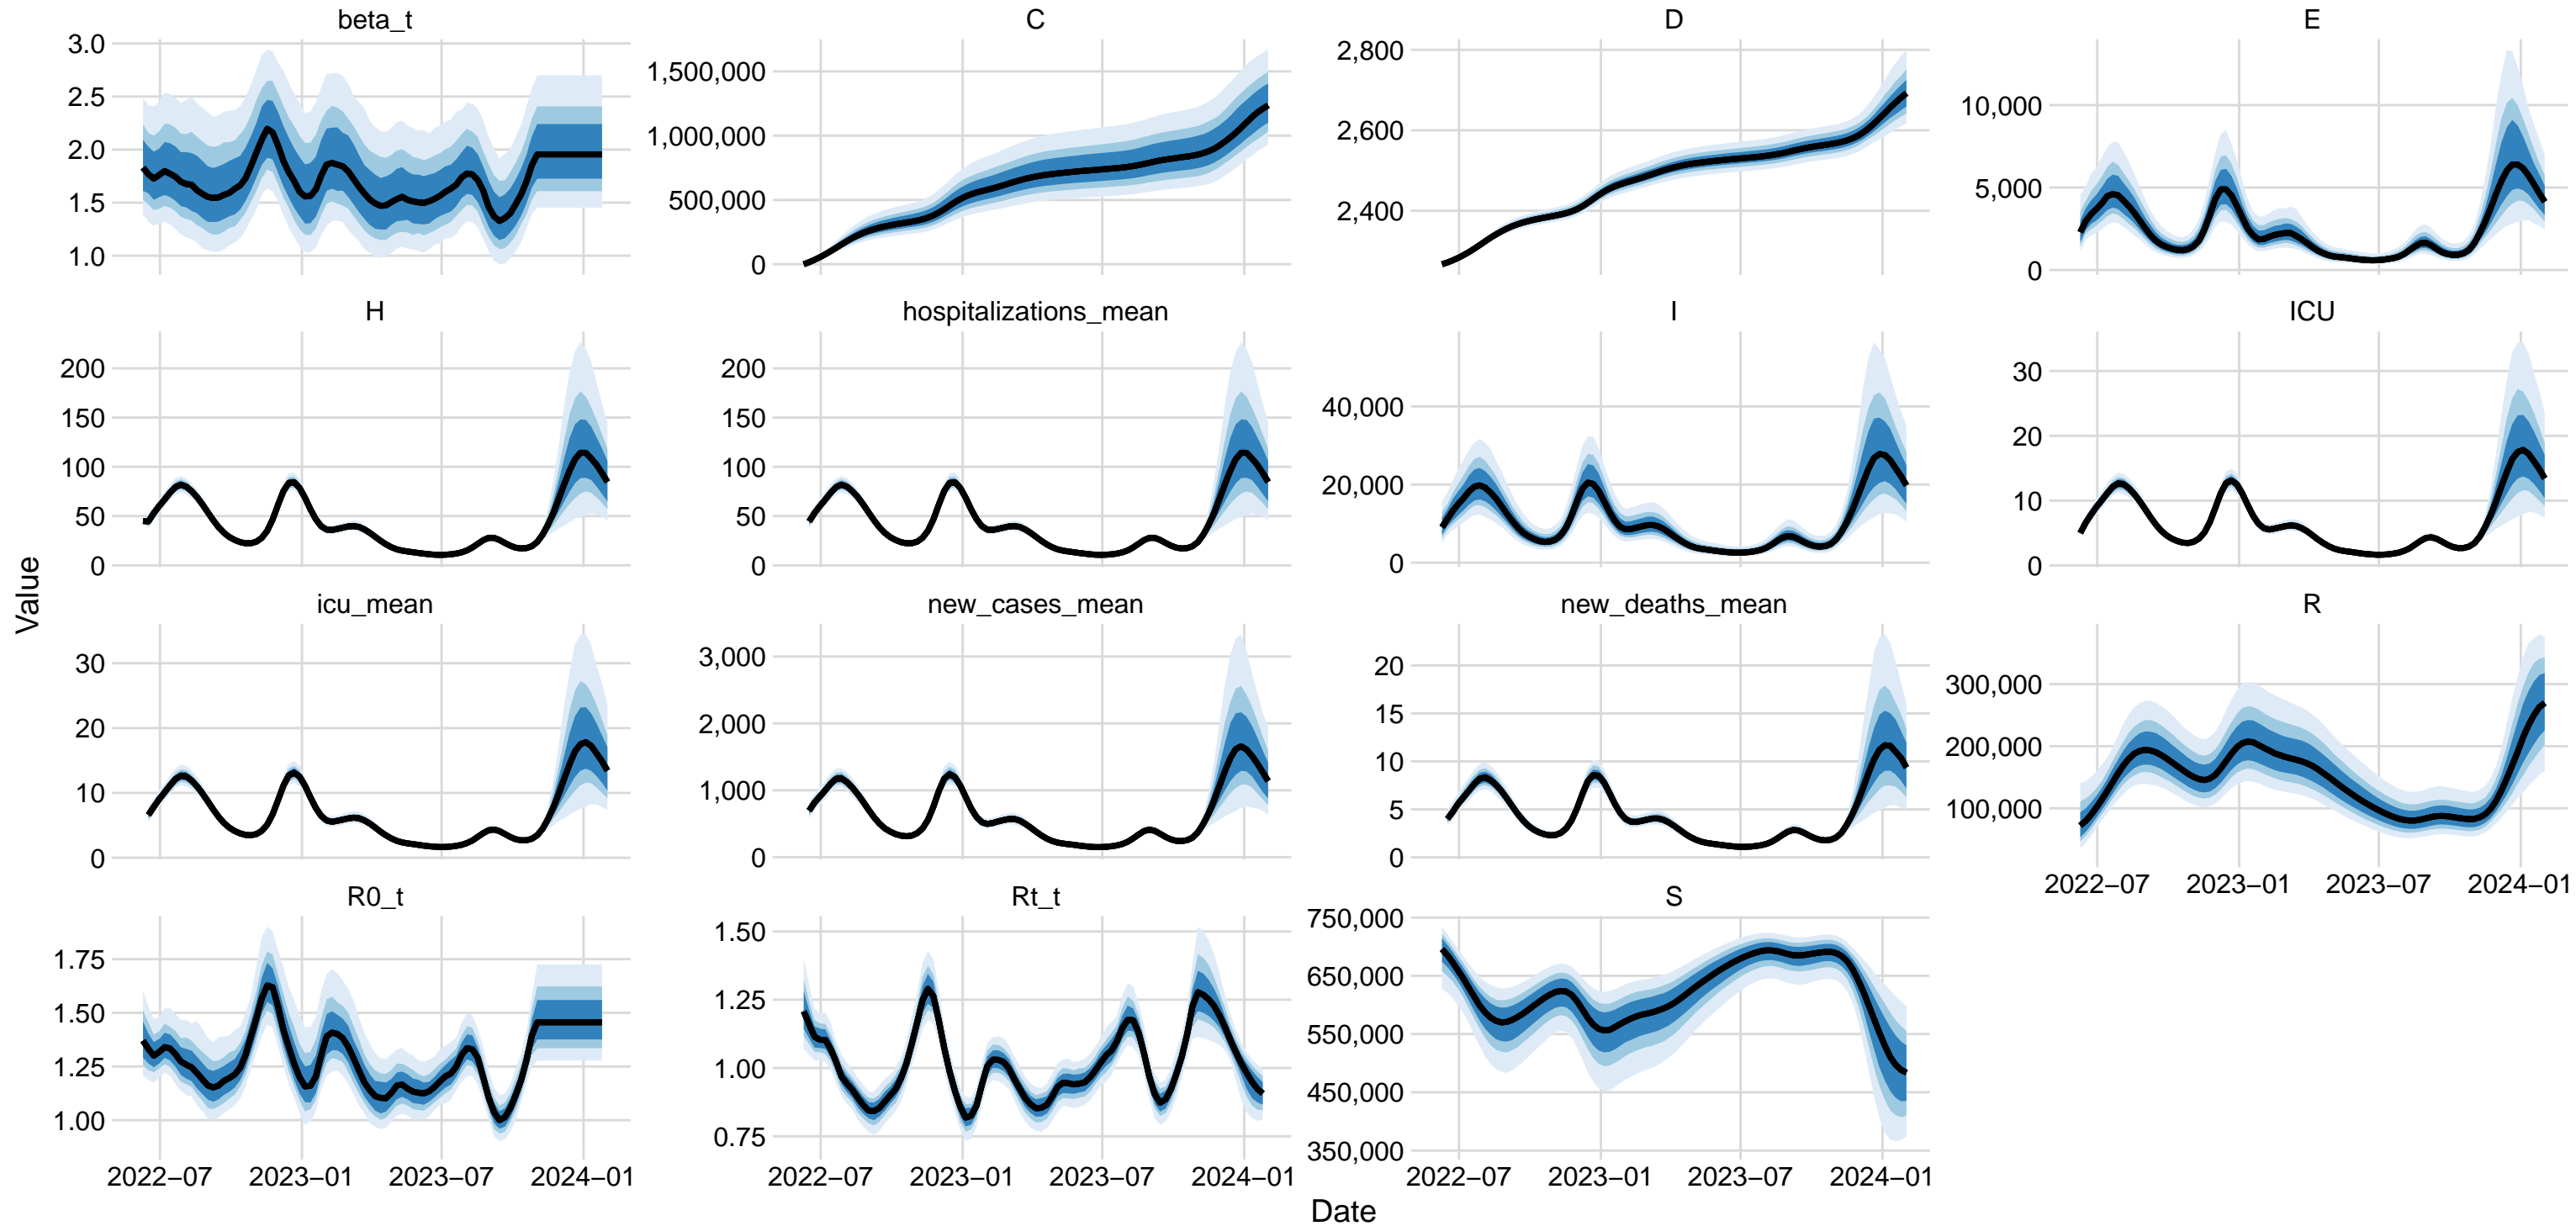 beta_t
C
D
E
3.0
2.5
2.0
1.5
1.0
1,500,000
1,000,000
500,000
0
2,800
2,600
2,400
10,000
5,000
0
H
hospitalizations_mean
I
ICU
200
150
100
50
0
200
150
100
50
0
40,000
20,000
0
30
20
10
0
Value
icu_mean
new_cases_mean
new_deaths_mean
R
30
20
10
0
3,000
2,000
1,000
0
20
15
10
5
0
300,000
200,000
100,000
2022−07 2023−01 2023−07 2024−01
R0_t
Rt_t
S
1.75
1.50
1.25
1.00
1.50
1.25
1.00
0.75
750,000
650,000
550,000
450,000
350,000
2022−07 2023−01 2023−07 2024−01
2022−07 2023−01 2023−07 2024−01
2022−07 2023−01 2023−07 2024−01
Date